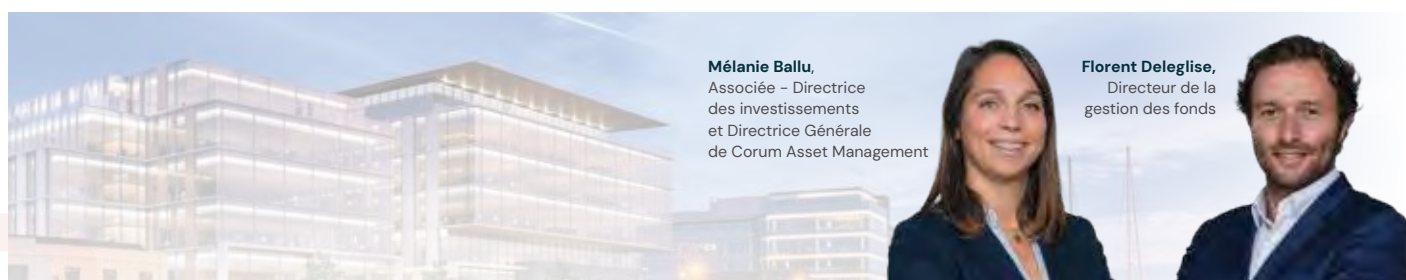 Mélanie Ballu,
Associée - Directrice
des investissements
et Directrice Générale
de Corum Asset Management
Florent Deleglise,
Directeur de la
gestion des fonds